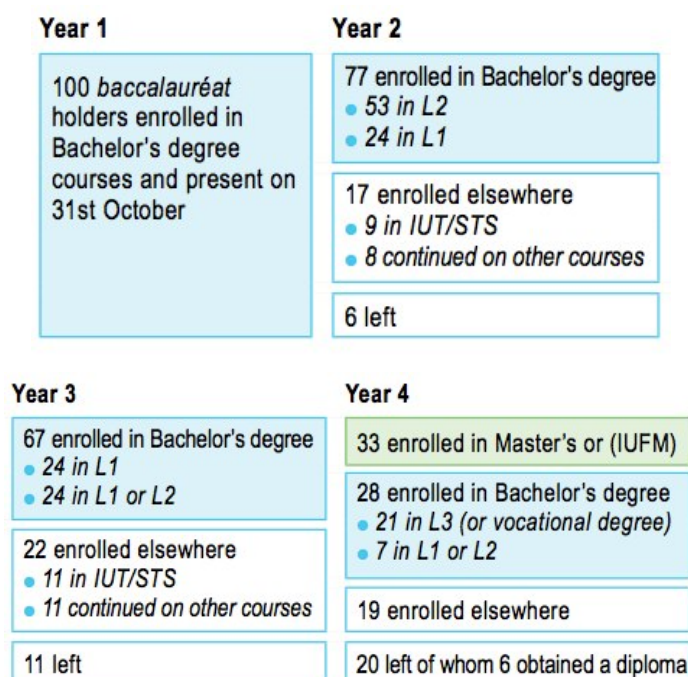 Year 1
100 baccalauréat
holders enrolled in
Bachelor's degree
courses and present on
31st October
Year 2
77 enrolled in Bachelor's degree
• 53 in L2
• 24 in L1
17 enrolled elsewhere
• 9 in IUT/STS
• 8 continued on other courses
6 left
Year 3
67 enrolled in Bachelor's degree
• 24 in L1
• 24 in L1 or L2
22 enrolled elsewhere
• 11 in IUT/STS
• 11 continued on other courses
11 left
Year 4
33 enrolled in Master's or (IUFM)
28 enrolled in Bachelor's degree
• 21 in L3 (or vocational degree)
• 7 in L1 or L2
19 enrolled elsewhere
20 left of whom 6 obtained a diploma